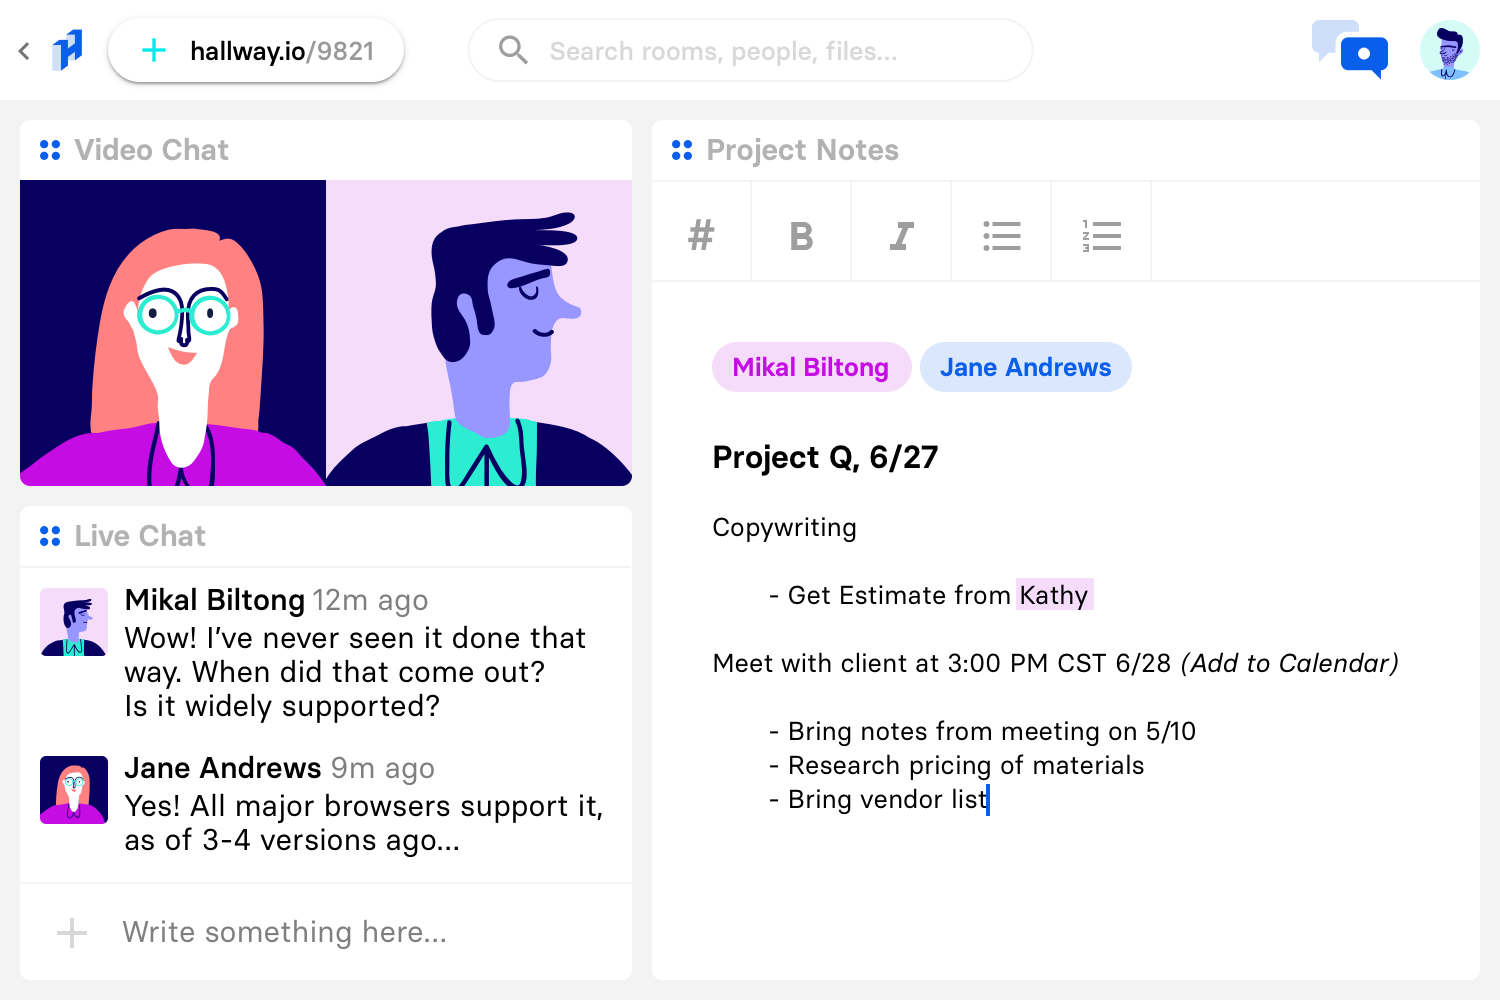 hallway.io/9821
Search rooms, people, files...
Video Chat
Live Chat
Mikal Biltong 12m ago
Wow! I’ve never seen it done that
way. When did that come out?
Is it widely supported?
Jane Andrews 9m ago
Yes! All major browsers support it,
as of 3-4 versions ago...
Write something here...
Project Notes
# B I
1
2
3
Mikal Biltong Jane Andrews
Project Q, 6/27
Copywriting
- Get Estimate from Kathy
Meet with client at 3:00 PM CST 6/28 (Add to Calendar)
- Bring notes from meeting on 5/10
- Research pricing of materials
- Bring vendor list